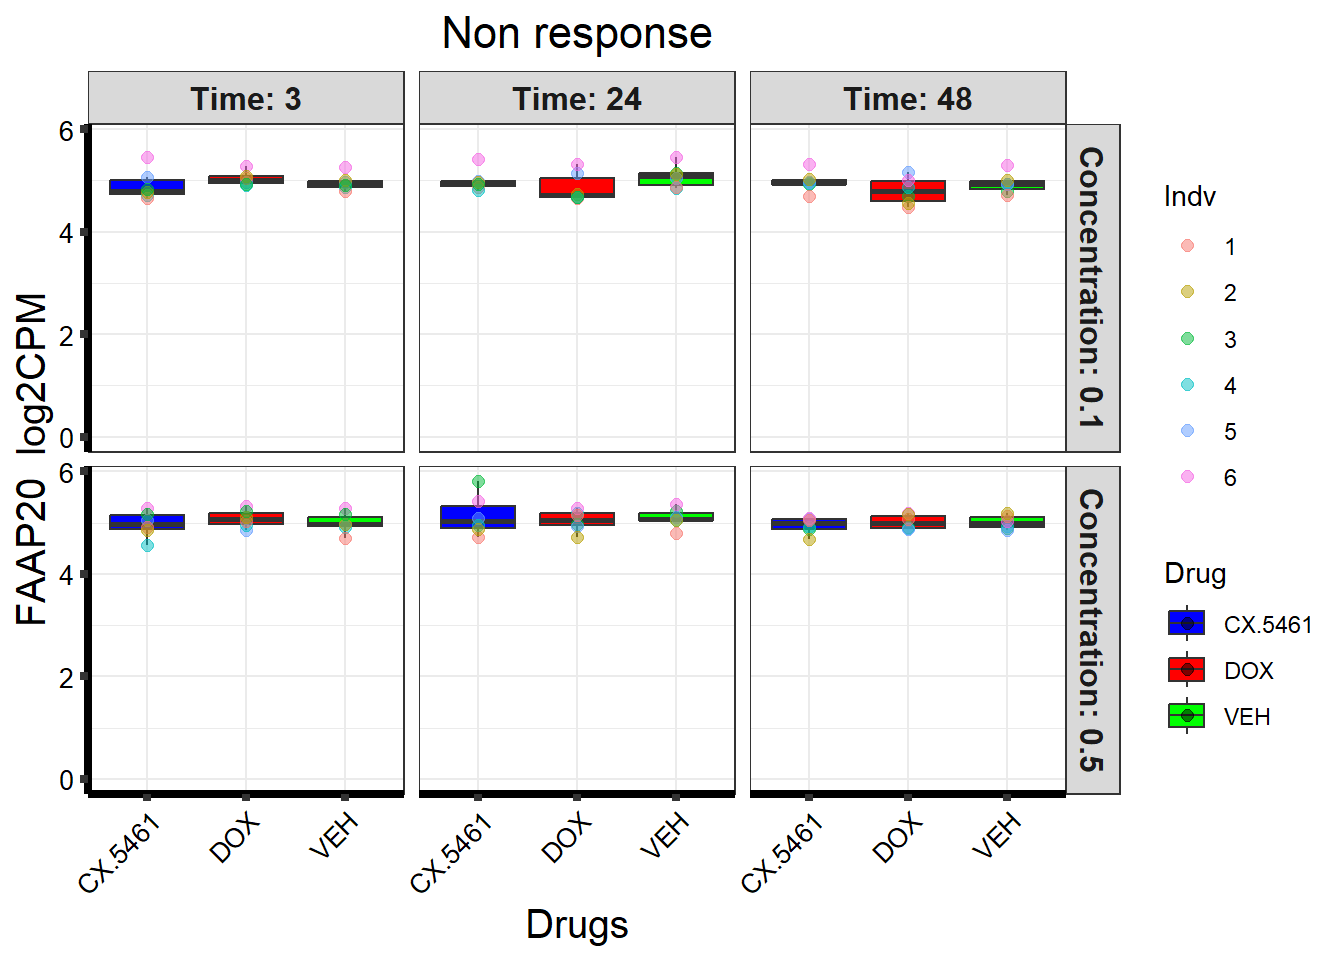 Non response
Time: 3
Time: 24
Time: 48
Concentration: 0.1
Concentration: 0.5
FAAP20 log2CPM
6
4
2
0
6
4
2
0
CX.5461
DOX
VEH
CX.5461
DOX
VEH
CX.5461
DOX
VEH
Drugs
Indv
1
2
3
4
5
6
Drug
CX.5461
DOX
VEH